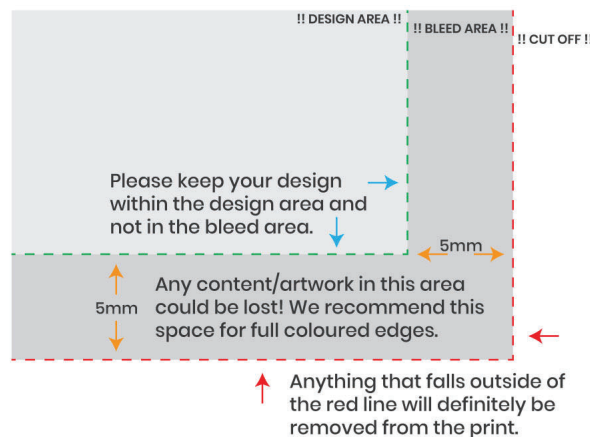 !! DESIGN AREA !!
!! BLEED AREA !!
!! CUT OFF !!
Please keep your design
within the design area and
not in the bleed area.
5mm
5mm
Any content/artwork in this area
could be lost! We recommend this
space for full coloured edges.
Anything that falls outside of
the red line will definitely be
removed from the print.